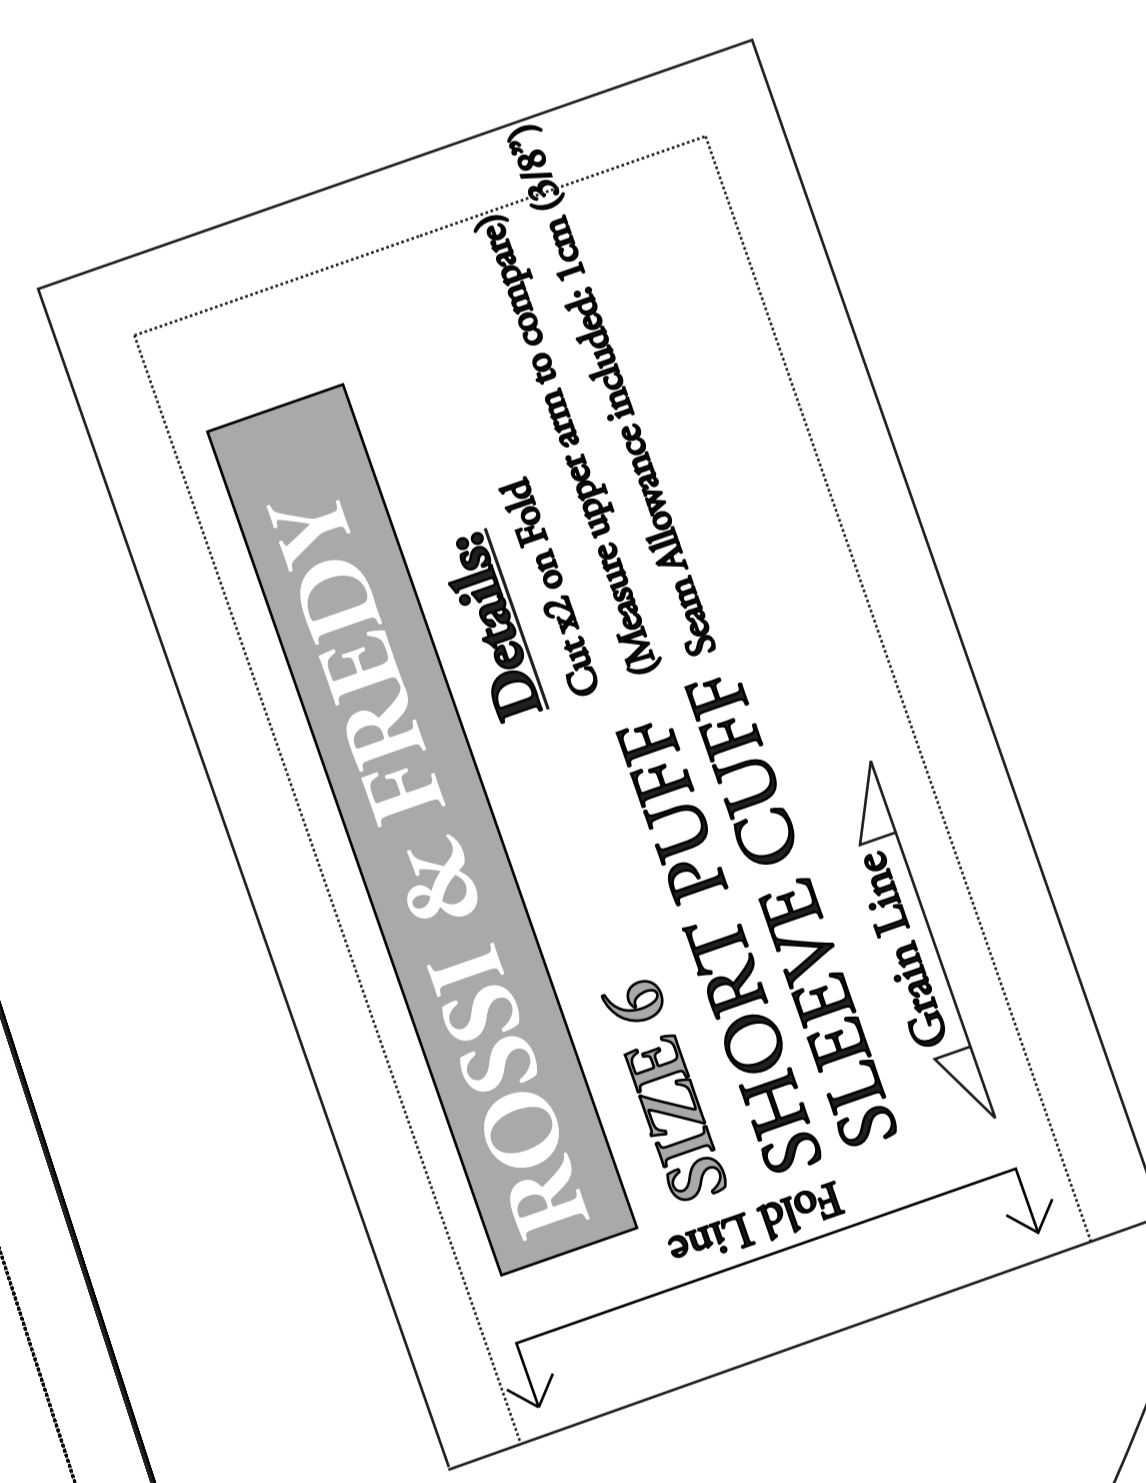 ROSSI & FREDY
SIZE 6
SHORT PUFF
SLEEVE CUFF
Details:
Cut x2 on Fold
(Measure upper arm to compare)
Seam Allowance included: 1cm (3/8”)
Grain Line
Fold Line